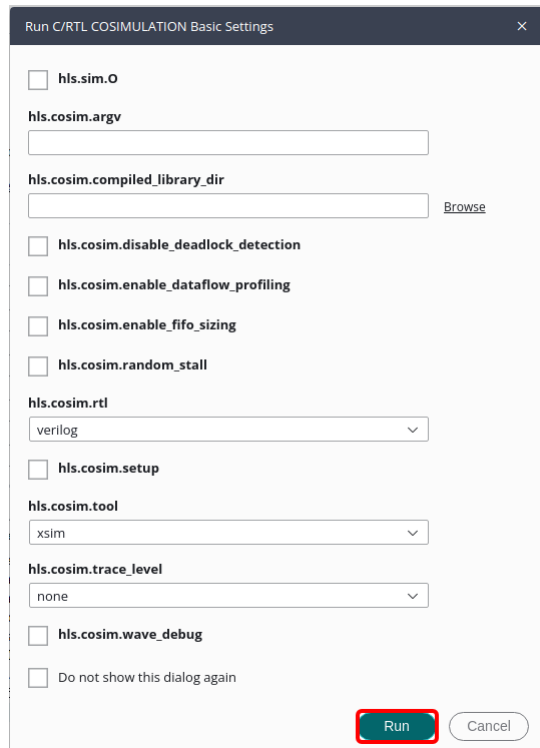 Run C/RTL COSIMULATION Basic Settings
hls.sim.O
hls.cosim.argv
hls.cosim.compiled_library_dir
Browse
hls.cosim.disable_deadlock_detection
hls.cosim.enable_dataflow_profiling
hls.cosim.enable_fifo_sizing
hls.cosim.random_stall
hls.cosim.rtl
verilog
hls.cosim.setup
hls.cosim.tool
xsim
hls.cosim.trace_level
none
hls.cosim.wave_debug
Do not show this dialog again
Run Cancel